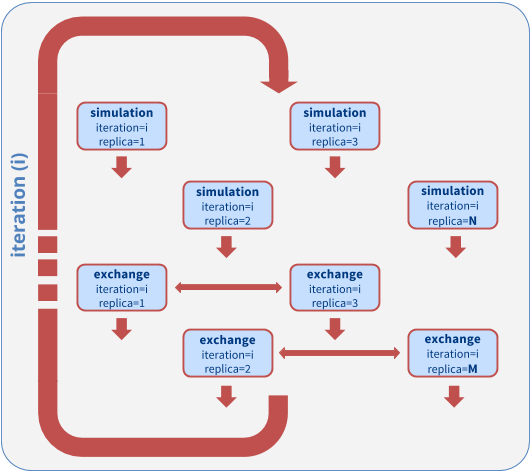 iteration (i)
simulation
iteration=i
replica=1
simulation
iteration=i
replica=3
simulation
iteration=i
replica=2
simulation
iteration=i
replica=N
exchange
iteration=i
replica=1
exchange
iteration=i
replica=3
exchange
iteration=i
replica=2
exchange
iteration=i
replica=M